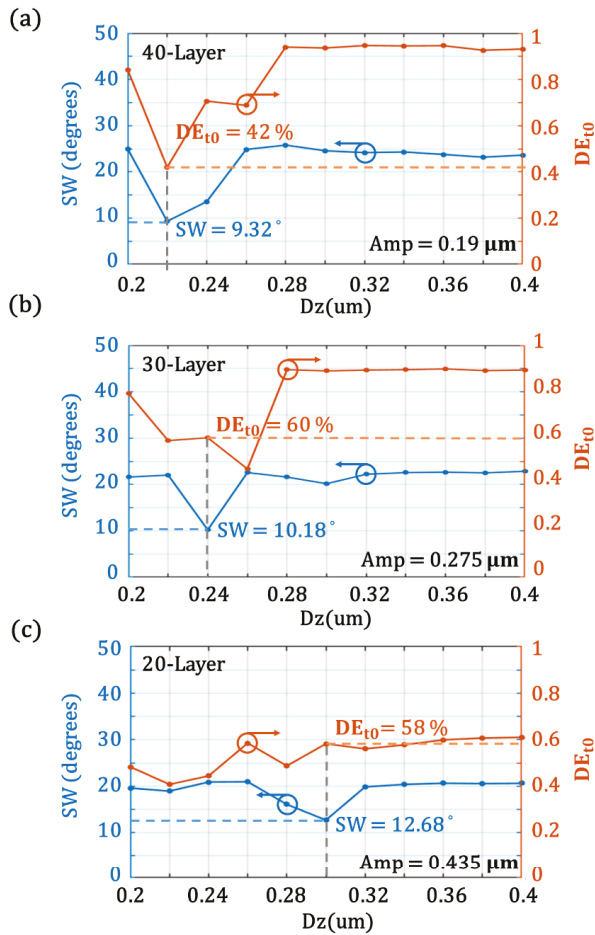 (a)
40-Layer
50
40
30
20
10
0
SW (degrees)
1
0.8
0.6
0.4
0.2
0
DEt0
DEt0 = 42 %
SW = 9.32°
Amp = 0.19 μm
0.2 0.24 0.28 0.32 0.36 0.4
Dz(um)
(b)
30-Layer
50
40
30
20
10
0
SW (degrees)
1
0.8
0.6
0.4
0.2
0
DEt0
DEt0 = 60 %
SW = 10.18°
Amp = 0.275 μm
0.2 0.24 0.28 0.32 0.36 0.4
Dz(um)
(c)
20-Layer
50
40
30
20
10
0
SW (degrees)
1
0.8
0.6
0.4
0.2
0
DEt0
DEt0 = 58 %
SW = 12.68°
Amp = 0.435 μm
0.2 0.24 0.28 0.32 0.36 0.4
Dz(um)